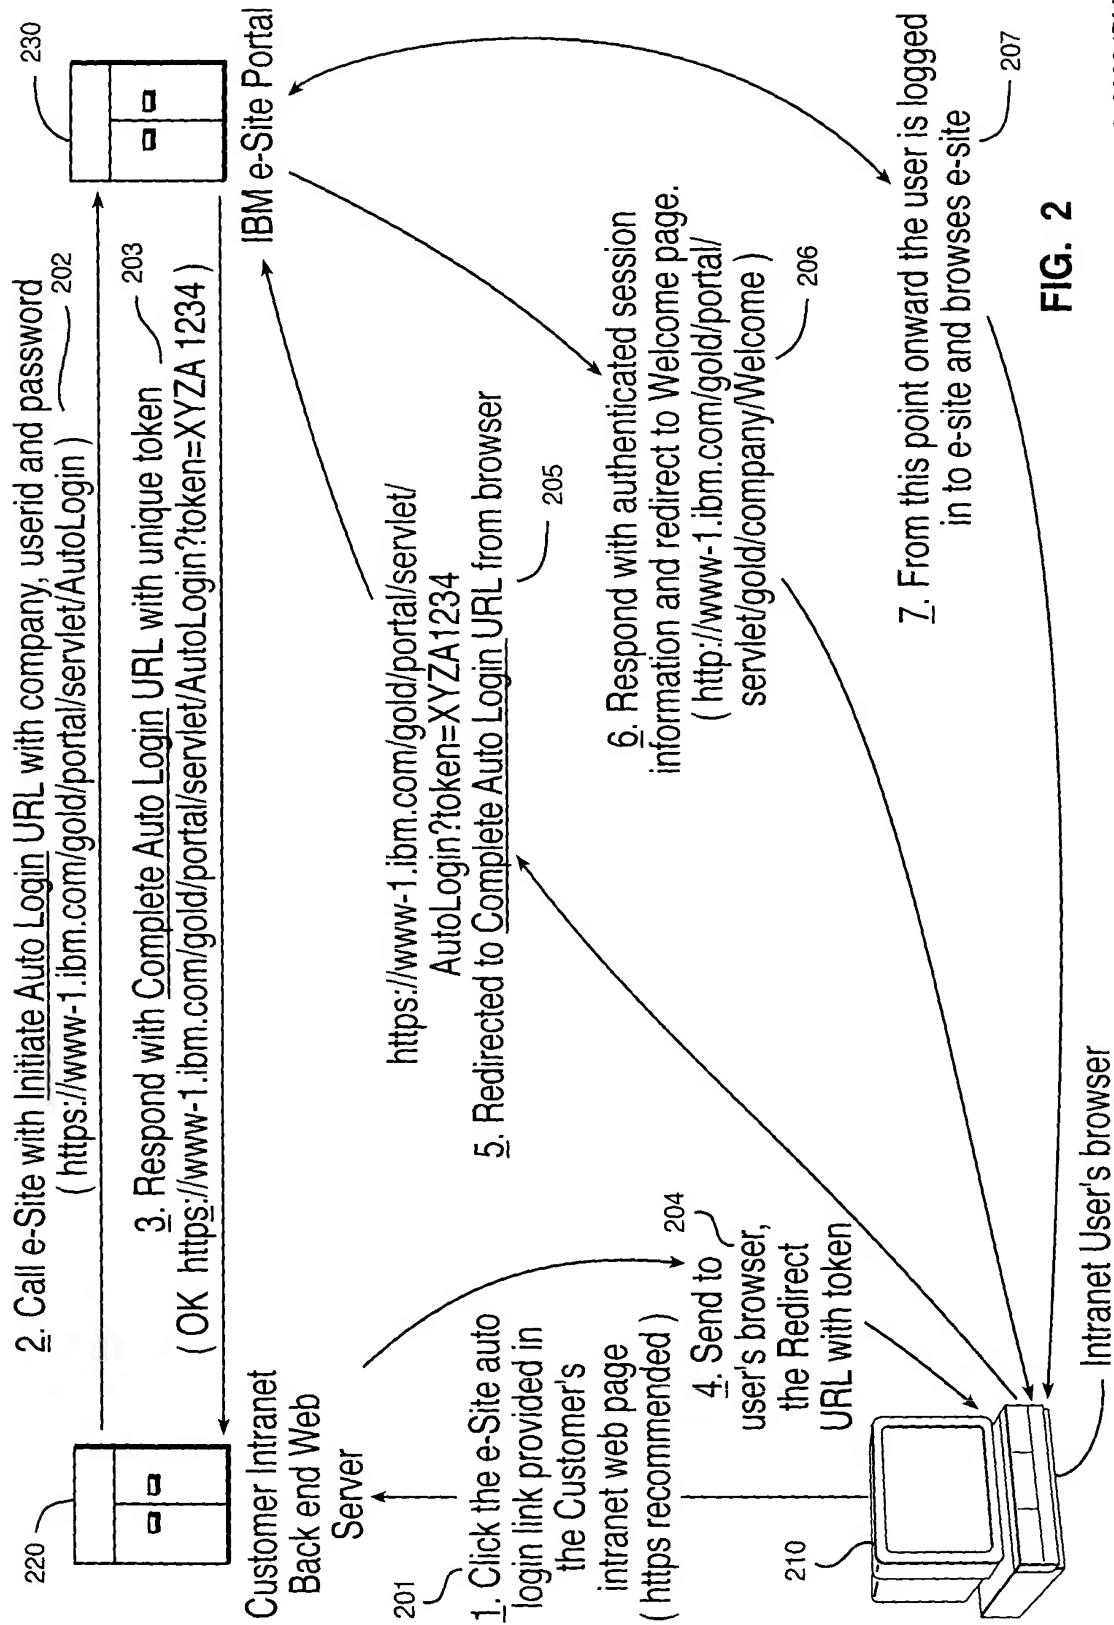 230
2. Call e-Site with Initiate Auto Login URL with company, userid and password
( https://www-1.ibm.com/gold/portal/servlet/AutoLogin )
202
3. Respond with Complete Auto Login URL with unique token
203
( OK https://www-1.ibm.com/gold/portal/servlet/AutoLogin?token=XYZA 1234 )
220
Customer Intranet
Back end Web
Server
IBM e-Site Portal
201
1. Click the e-Site auto
login link provided in
the Customer's
intranet web page
( https recommended )
204
4. Send to
user's browser,
the Redirect
URL with token
https://www-1.ibm.com/gold/portal/servlet/
AutoLogin?token=XYZA1234
5. Redirected to Complete Auto Login URL from browser
205
6. Respond with authenticated session
information and redirect to Welcome page.
( http://www-1.ibm.com/gold/portal/
servlet/gold/company/Welcome )
206
7. From this point onward the user is logged
in to e-site and browses e-site
207
210
Intranet User's browser
FIG. 2